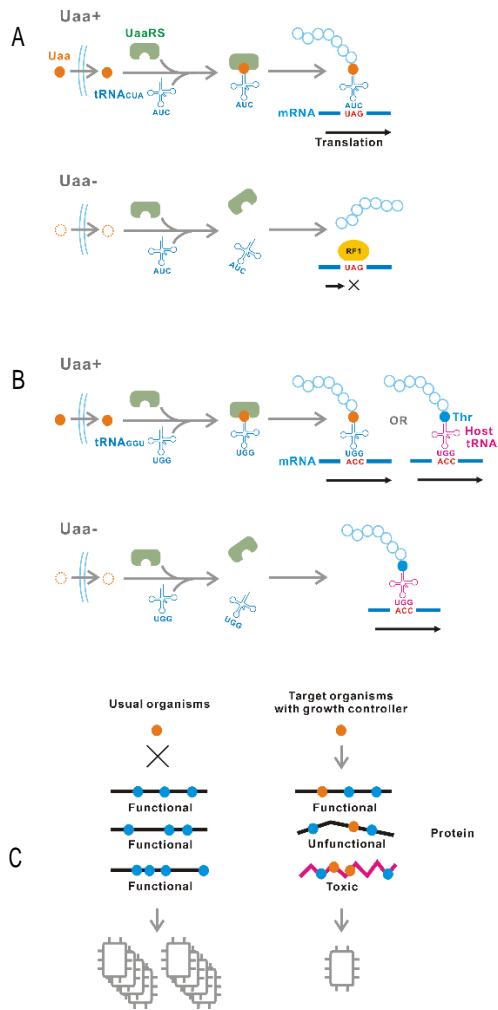 A
Uaa+
UaaRS
Uaa
tRNACUA
AUC
AUC
AUC
mRNA
UAG
Translation
Uaa-
AUC
AUC
RF1
UAG
B
Uaa+
tRNAGGU
UGG
UGG
UGG
mRNA
ACC
OR
Thr
Host
tRNA
UGG
ACC
Uaa-
UGG
UGG
UGG
ACC
Usual organisms
Target organisms
with growth controller
Functional
Functional
Functional
Functional
Unfunctional
Toxic
Protein
C